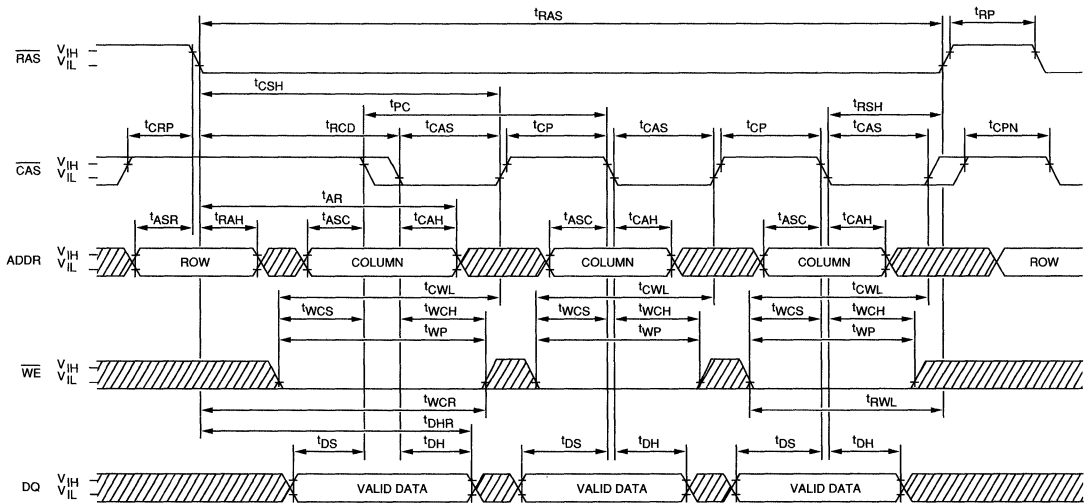 tRAS
tRP
RAS VIH
VIL
tCSH
tPC
tRSH
tCRP
tRCD
tCAS
tCP
tCAS
tCP
tCAS
tCPN
CAS VIH
VIL
tAR
tASR
tRAH
tASC
tCAH
tASC
tCAH
tASC
tCAH
ADDR VIH
VIL
ROW
COLUMN
COLUMN
COLUMN
ROW
tCWL
tCWL
tCWL
tWCS
tWCH
tWCS
tWCH
tWCS
tWCH
tWP
tWP
tWP
WE VIH
VIL
tWCR
tRWL
tDHR
tDS
tDH
tDS
tDH
tDS
tDH
DQ VIH
VIL
VALID DATA
VALID DATA
VALID DATA